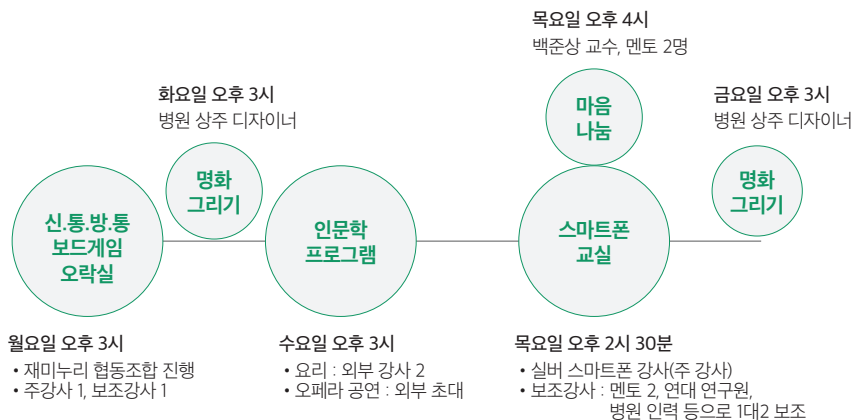 목요일 오후 4시
백준상 교수, 멘토 2명
화요일 오후 3시
병원 상주 디자이너
금요일 오후 3시
병원 상주 디자이너
마음
나눔
명화
그리기
명화
그리기
신.통.방.통
보드게임
오락실
인문학
프로그램
스마트폰
교실
월요일 오후 3시
• 재미누리 협동조합 진행
• 주강사 1, 보조강사 1
수요일 오후 3시
• 요리 : 외부 강사 2
• 오페라 공연 : 외부 초대
목요일 오후 2시 30분
• 실버 스마트폰 강사(주 강사)
• 보조강사 : 멘토 2, 연대 연구원,
병원 인력 등으로 1대2 보조